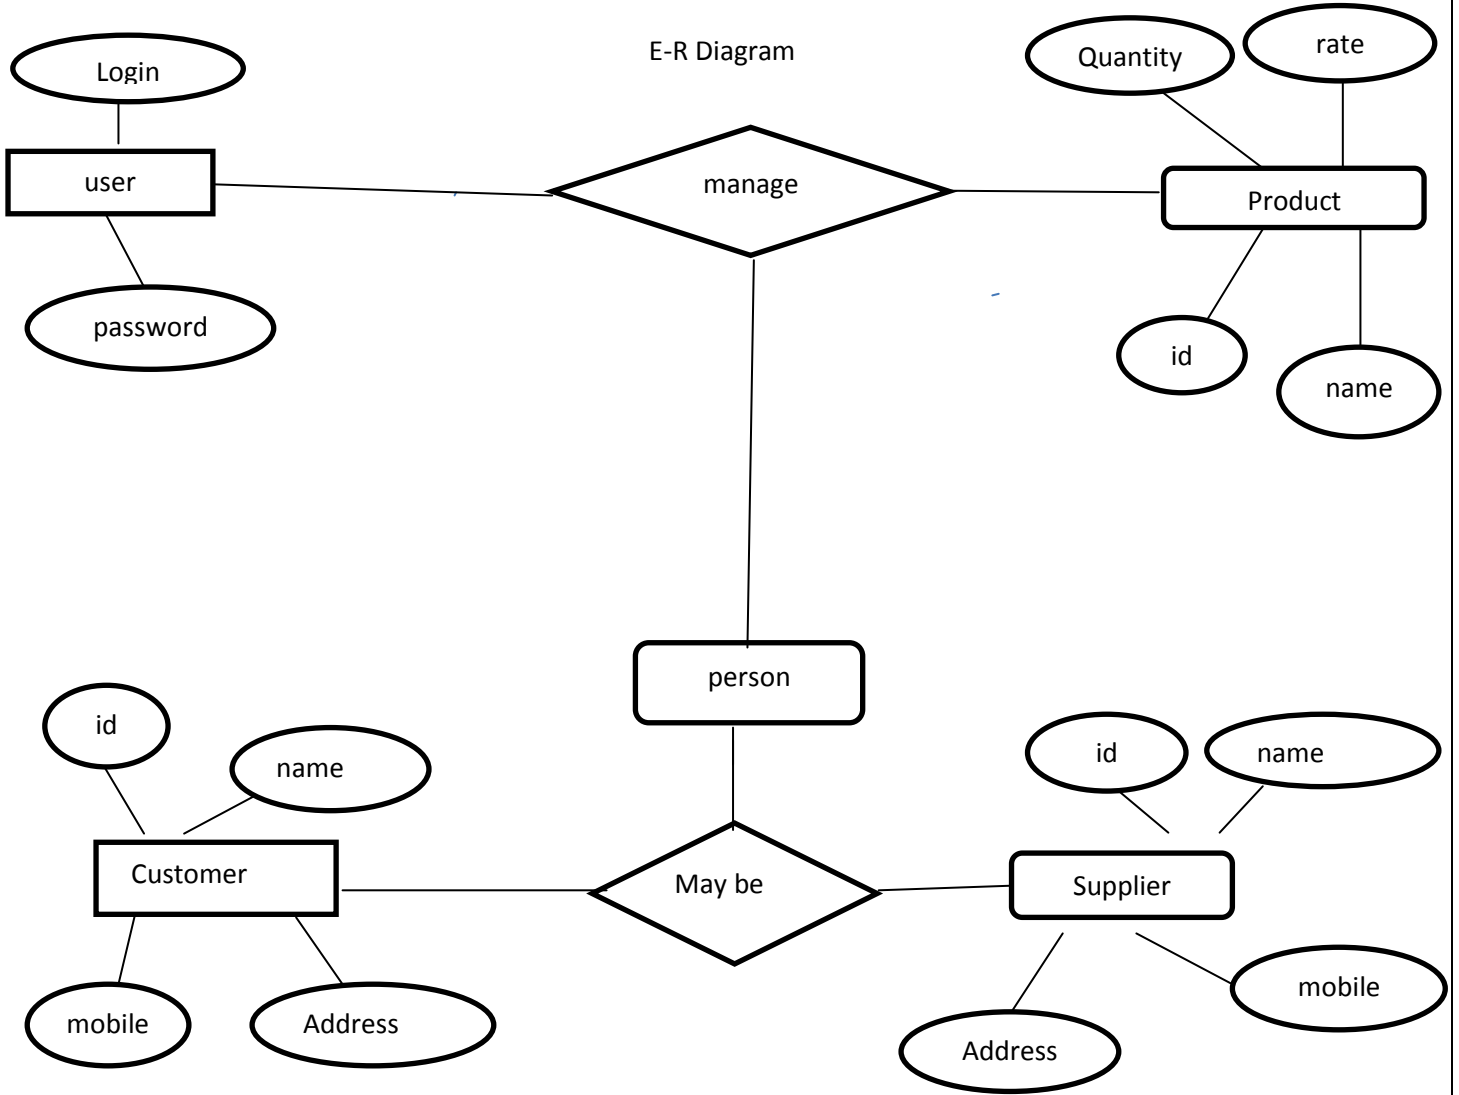 E-R Diagram
Login
Quantity
rate
user
manage
Product
password
id
name
person
id
name
id
name
Customer
May be
Supplier
mobile
Address
Address
mobile